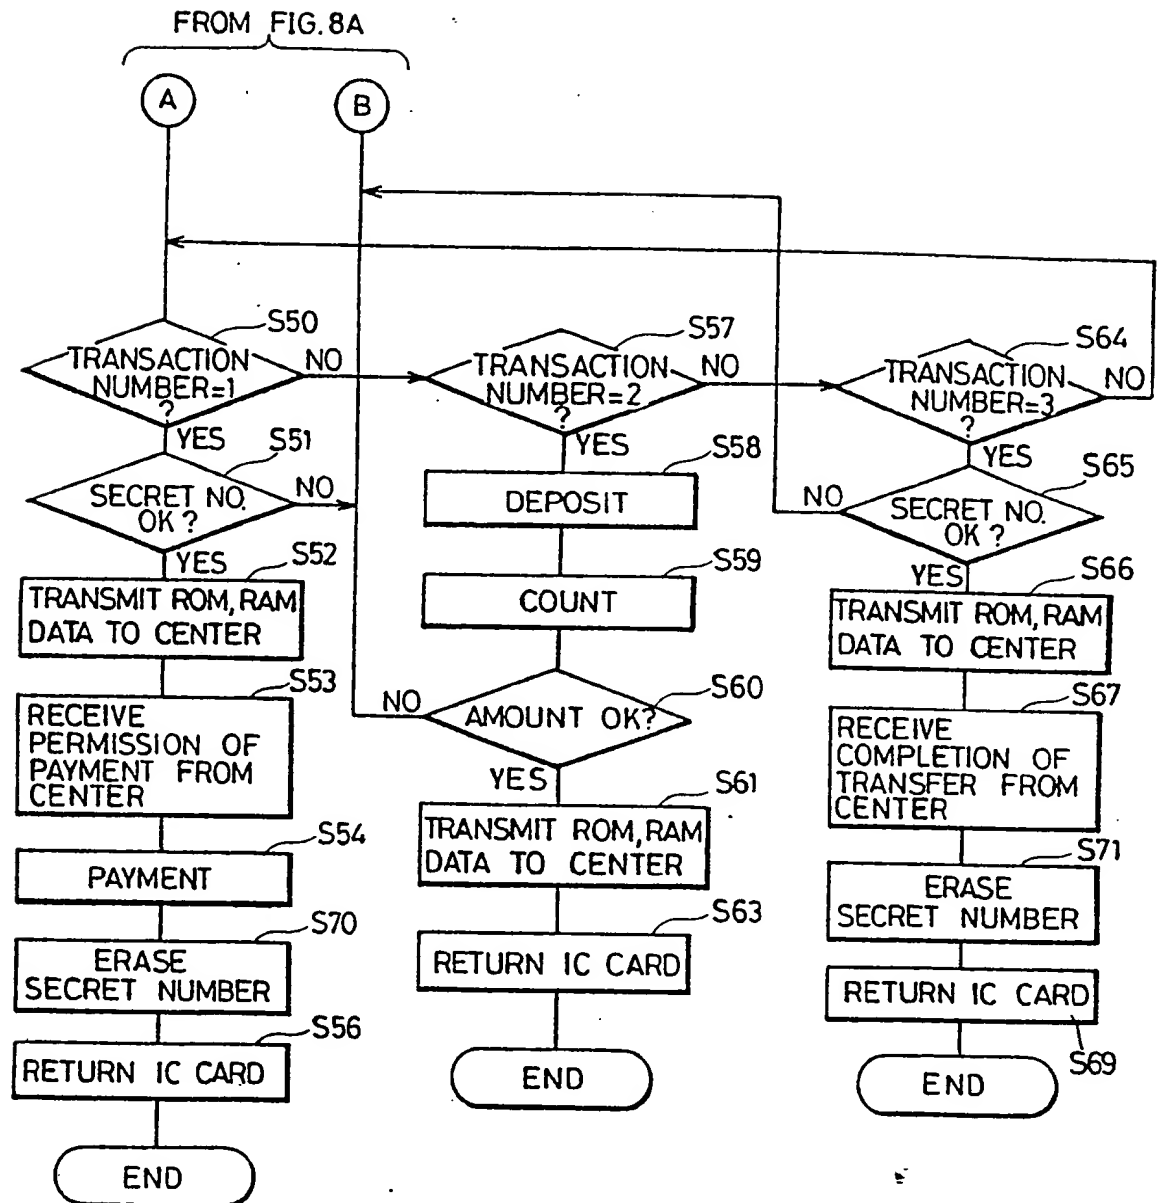 FROM FIG. 8A
A
B
S50
TRANSACTION
NUMBER=1
?
NO
YES
S51
SECRET NO.
OK?
NO
YES
S52
TRANSMIT ROM, RAM
DATA TO CENTER
S53
RECEIVE
PERMISSION OF
PAYMENT FROM
CENTER
S54
PAYMENT
S70
ERASE
SECRET NUMBER
S56
RETURN IC CARD
END
S57
TRANSACTION
NUMBER=2
?
NO
YES
S58
DEPOSIT
S59
COUNT
S60
AMOUNT OK?
NO
YES
S61
TRANSMIT ROM, RAM
DATA TO CENTER
S63
RETURN IC CARD
END
S64
TRANSACTION
NUMBER=3
?
NO
YES
S65
SECRET NO.
OK?
NO
YES
S66
TRANSMIT ROM, RAM
DATA TO CENTER
S67
RECEIVE
COMPLETION OF
TRANSFER FROM
CENTER
S71
ERASE
SECRET NUMBER
RETURN IC CARD
S69
END